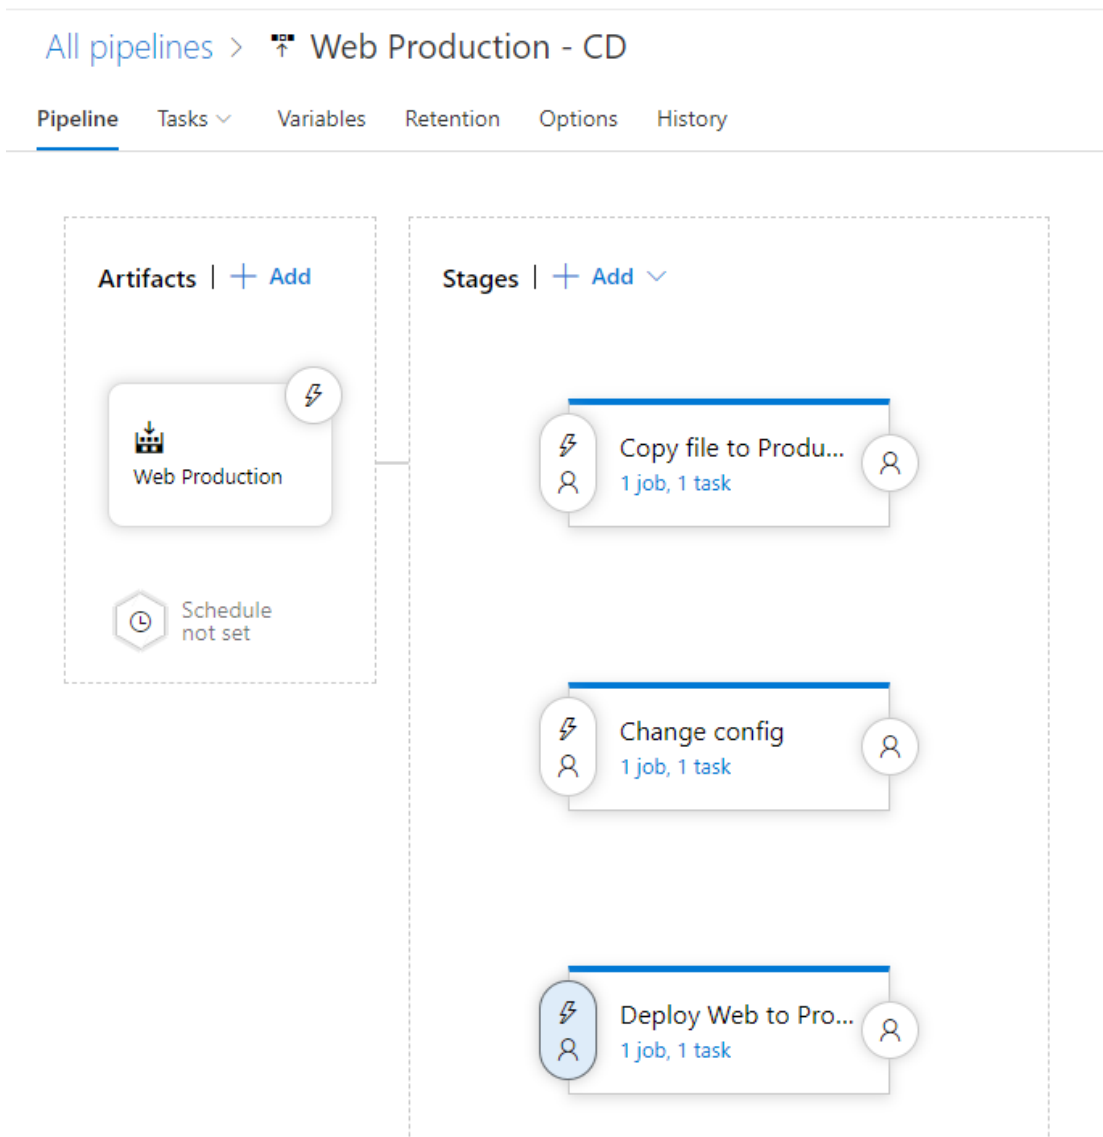 All pipelines > Web Production - CD
Pipeline Tasks Variables Retention Options History
Artifacts | + Add
Stages | + Add
Web Production
Schedule
not set
Copy file to Produ...
1 job, 1 task
Change config
1 job, 1 task
Deploy Web to Pro...
1 job, 1 task